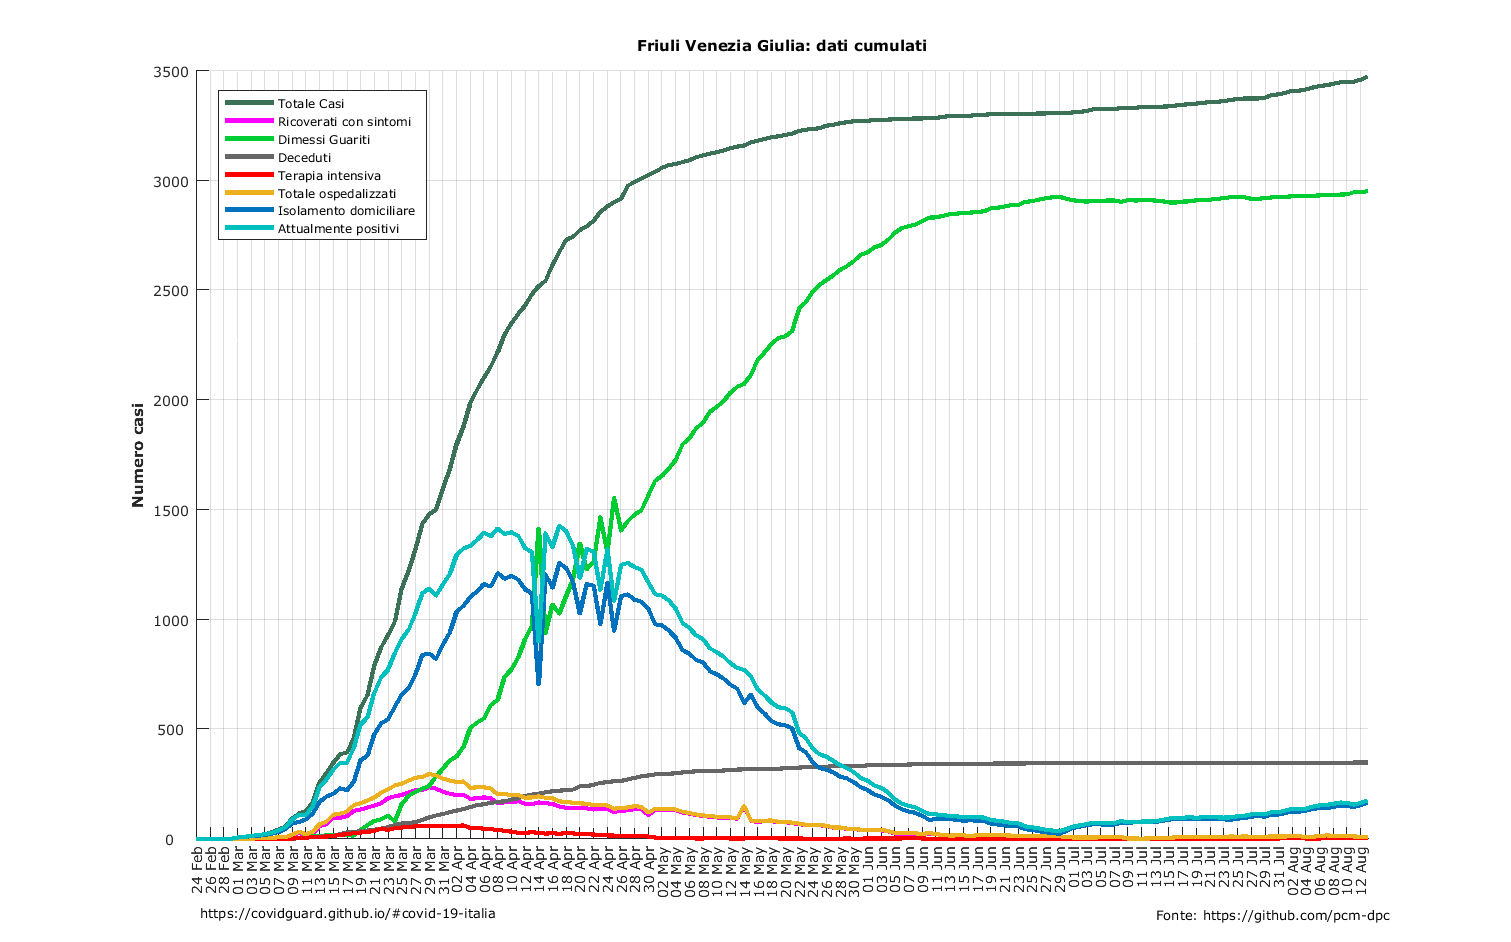 Friuli Venezia Giulia: dati cumulati
3500
3000
2500
2000
1500
1000
500
0
Numero casi
Totale Casi
Ricoverati con sintomi
Dimessi Guariti
Deceduti
Terapia intensiva
Totale ospedalizzati
Isolamento domiciliare
Attualmente positivi
24 Feb
26 Feb
28 Feb
01 Mar
03 Mar
05 Mar
07 Mar
09 Mar
11 Mar
13 Mar
15 Mar
17 Mar
19 Mar
21 Mar
23 Mar
25 Mar
27 Mar
29 Mar
31 Mar
02 Apr
04 Apr
06 Apr
08 Apr
10 Apr
12 Apr
14 Apr
16 Apr
18 Apr
20 Apr
22 Apr
24 Apr
26 Apr
28 Apr
30 Apr
02 May
04 May
06 May
08 May
10 May
12 May
14 May
16 May
18 May
20 May
22 May
24 May
26 May
28 May
30 May
01 Jun
03 Jun
05 Jun
07 Jun
09 Jun
11 Jun
13 Jun
15 Jun
17 Jun
19 Jun
21 Jun
23 Jun
25 Jun
27 Jun
29 Jun
01 Jul
03 Jul
05 Jul
07 Jul
09 Jul
11 Jul
13 Jul
15 Jul
17 Jul
19 Jul
21 Jul
23 Jul
25 Jul
27 Jul
29 Jul
31 Jul
02 Aug
04 Aug
06 Aug
08 Aug
10 Aug
12 Aug
https://covidguard.github.io/#covid-19-italia
Fonte: https://github.com/pcm-dpc